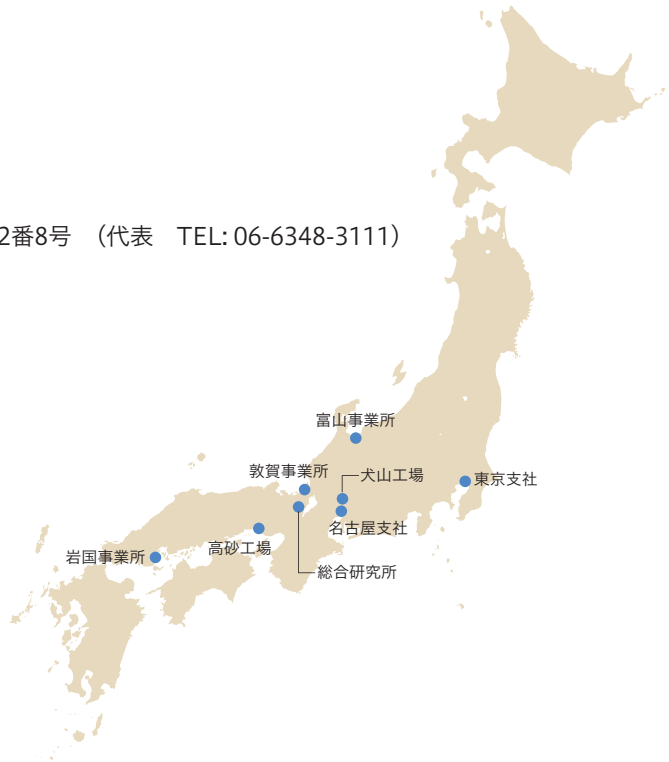 2番8号 （代表　TEL: 06-6348-3111）
富山事業所
敦賀事業所
犬山工場
東京支社
名古屋支社
高砂工場
岩国事業所
総合研究所